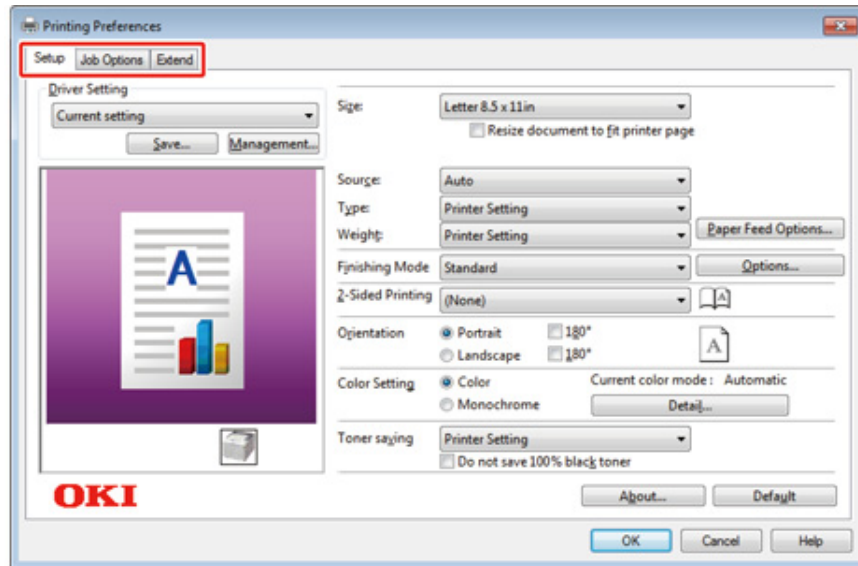 Printing Preferences
Setup Job Options Extend
Driver Setting
Current setting
Save... Management...
A
OKI
Size: Letter 8.5 x 11in
Resize document to fit printer page
Source: Auto
Type: Printer Setting
Weight: Printer Setting Paper Feed Options...
Finishing Mode Standard Options...
2-Sided Printing (None) A
Orientation Portrait 180°
Landscape 180° A
Color Setting Color Current color mode : Automatic
Monochrome Detail...
Toner saving Printer Setting
Do not save 100% black toner
About... Default
OK Cancel Help